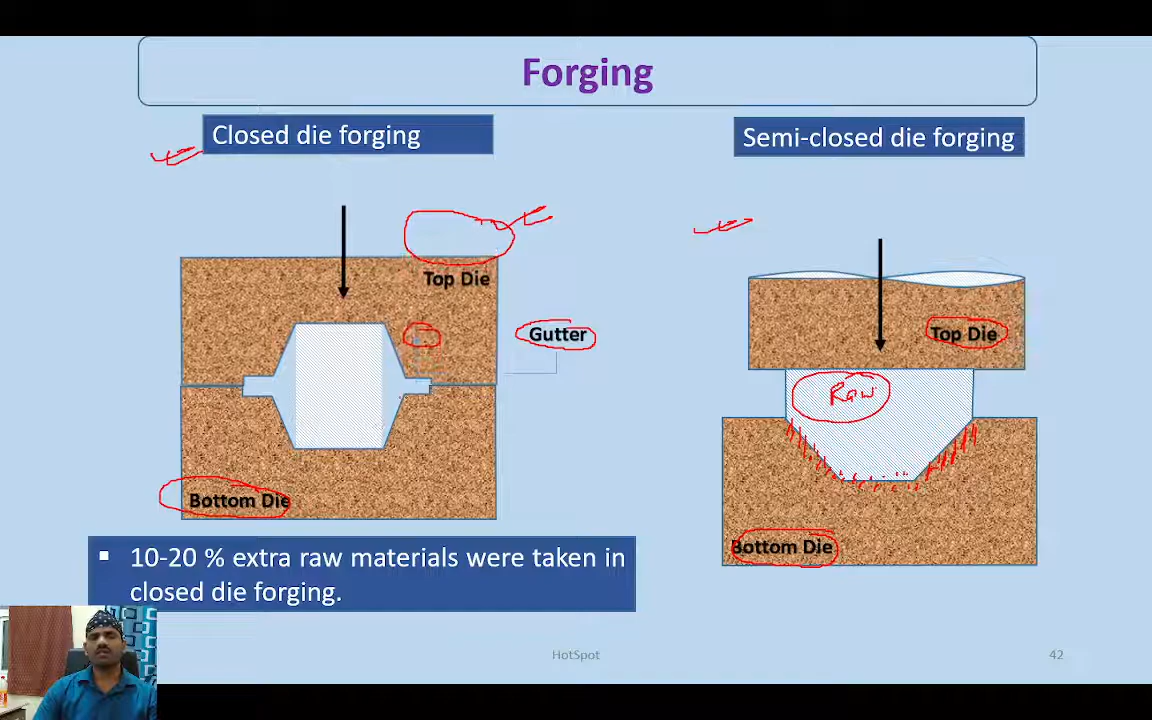 Forging
Closed die forging
Semi-closed die forging
Top Die
Gutter
Top Die
Raw
Bottom Die
Bottom Die
▪ 10-20 % extra raw materials were taken in
closed die forging.
HotSpot
42